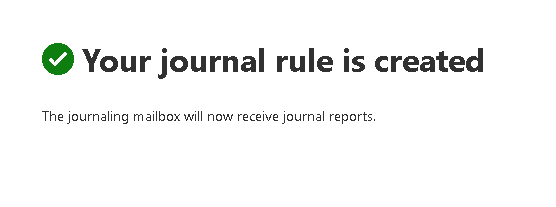 Your journal rule is created
The journaling mailbox will now receive journal reports.